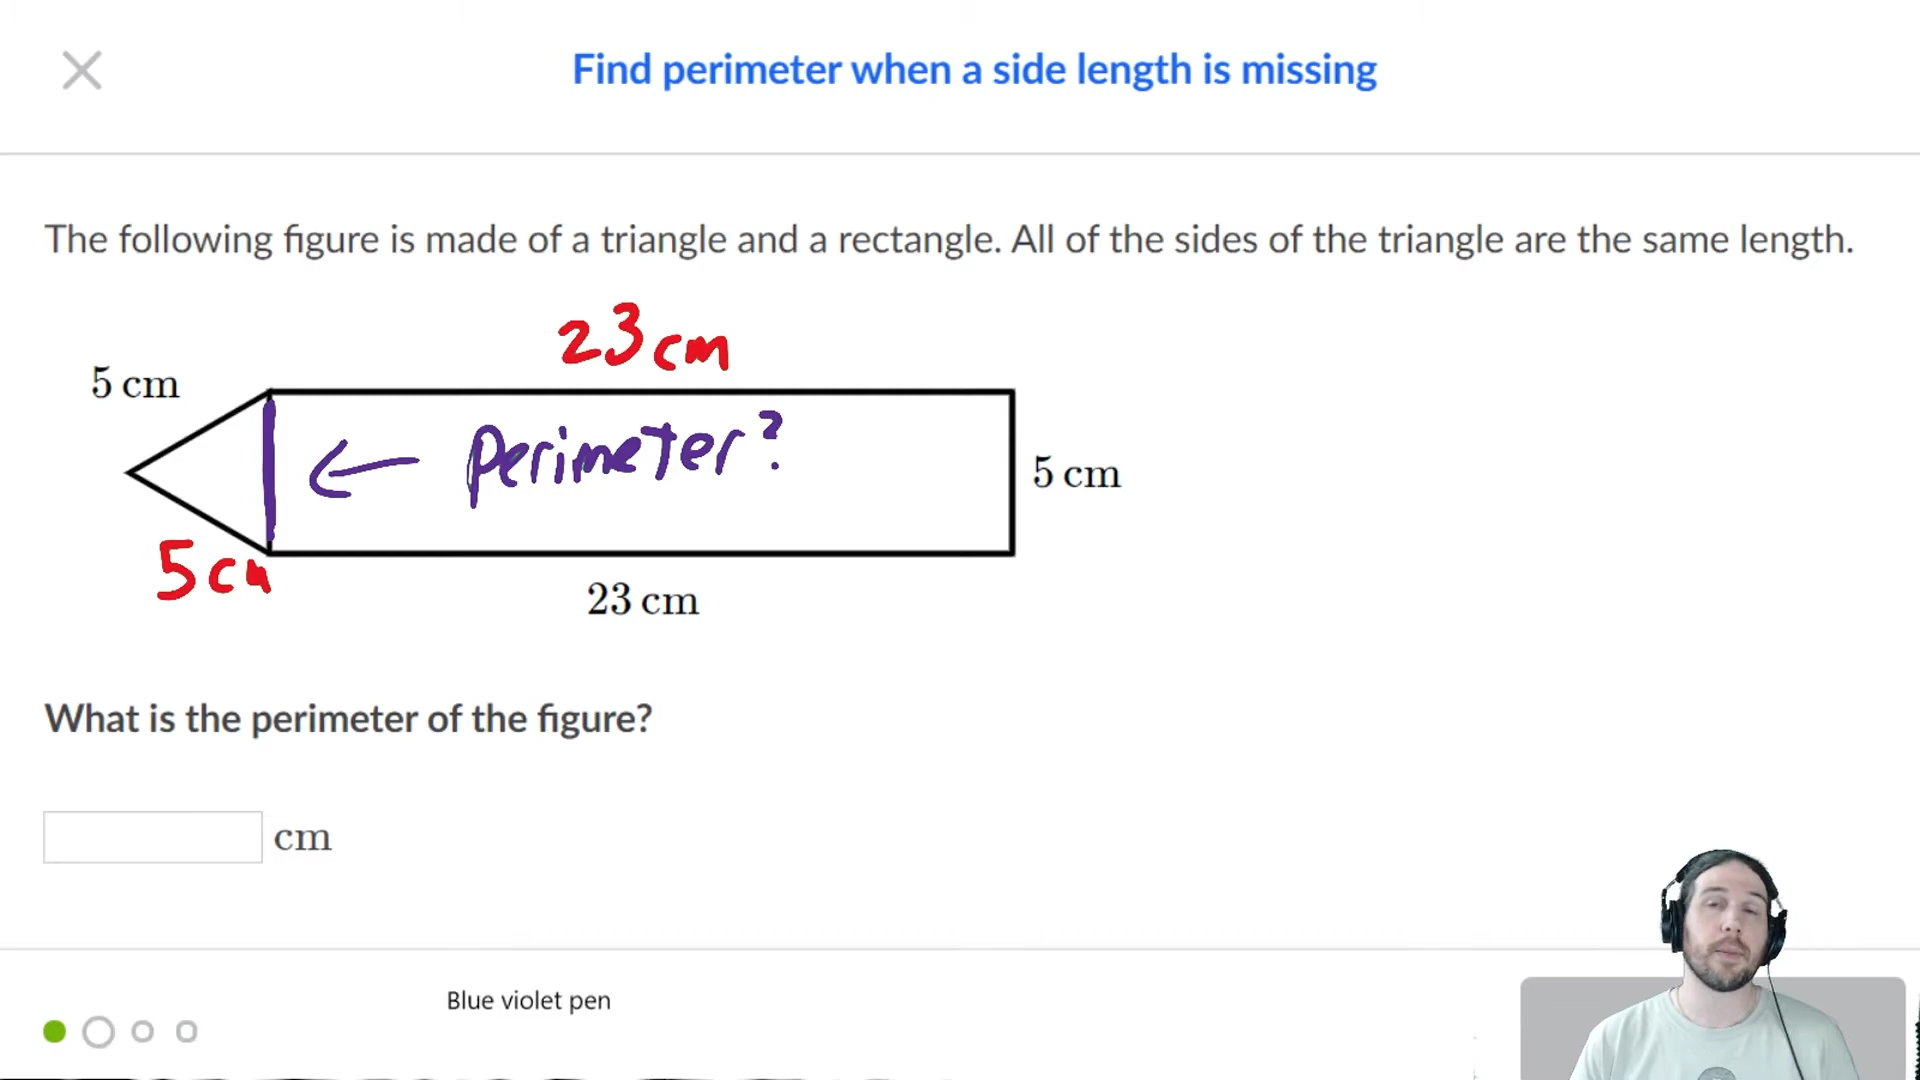 Find perimeter when a side length is missing
The following figure is made of a triangle and a rectangle. All of the sides of the triangle are the same length.
23cm
5 cm
← Perimeter?
5 cm
5cm
23 cm
What is the perimeter of the figure?
cm
Blue violet pen